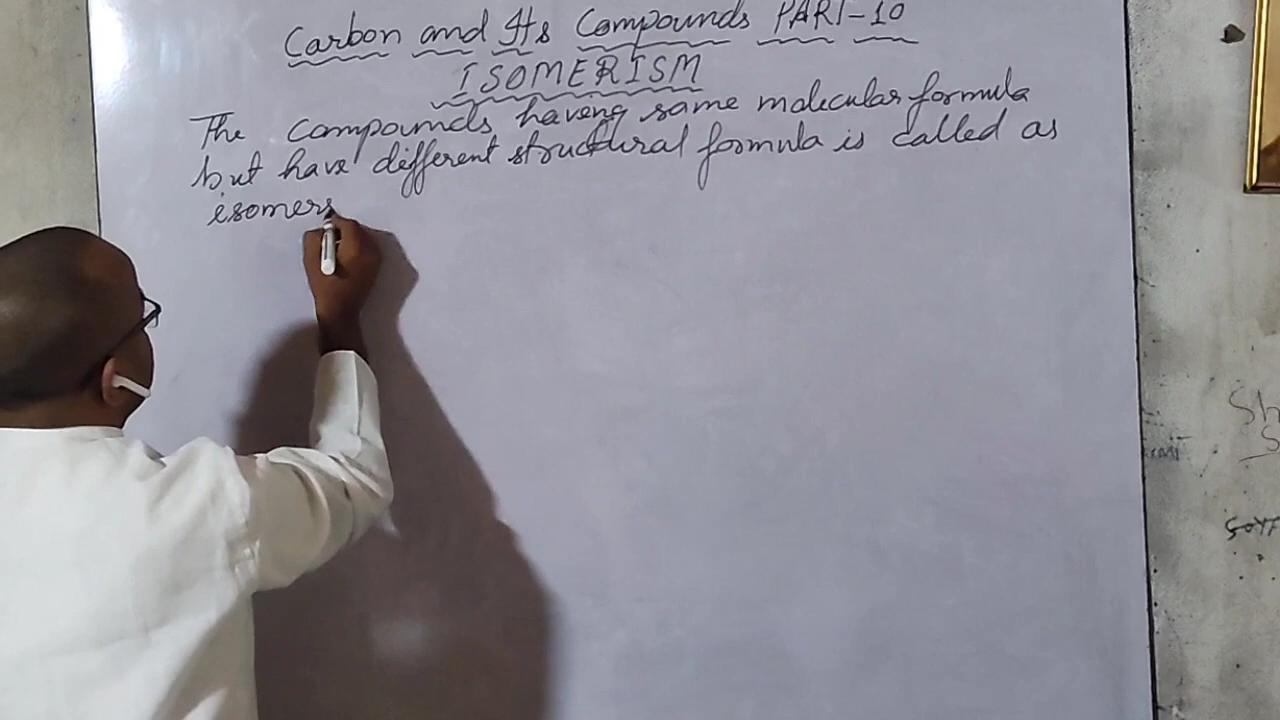 Carbon and Its Compounds PART-10
ISOMERISM
The compounds having same molecular formula
but have different structural formula is called as
isomers